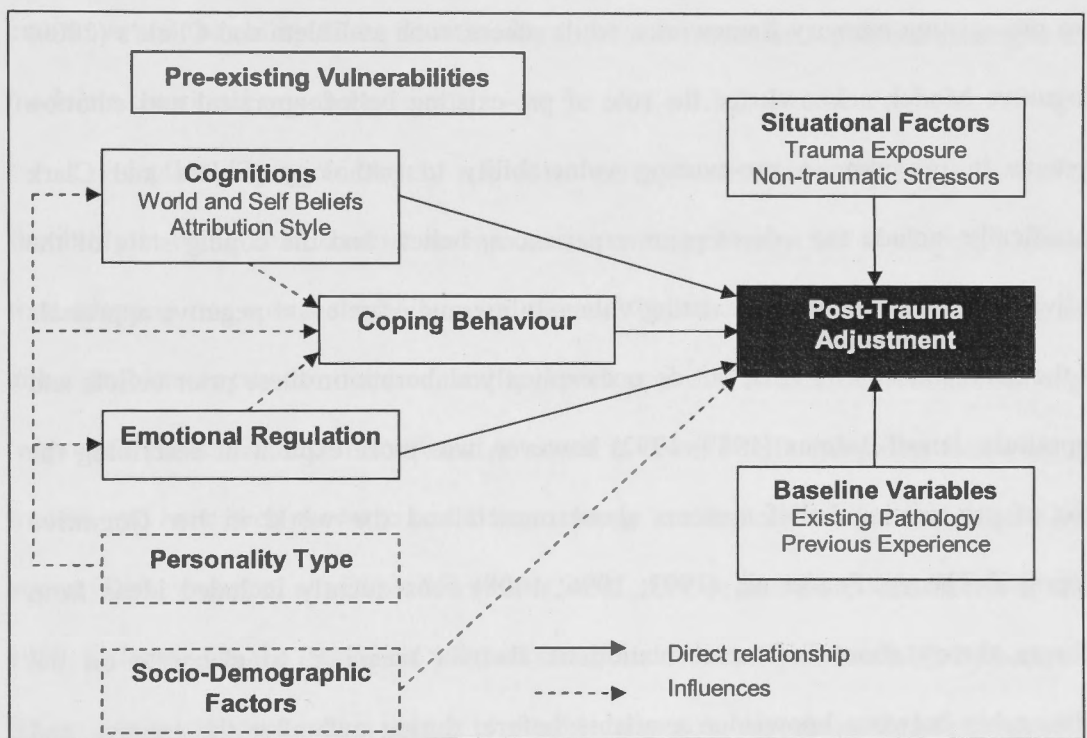 Pre-existing Vulnerabilities
Cognitions
World and Self Beliefs
Attribution Style
Coping Behaviour
Emotional Regulation
Personality Type
Socio-Demographic
Factors
Situational Factors
Trauma Exposure
Non-traumatic Stressors
Post-Trauma
Adjustment
Baseline Variables
Existing Pathology
Previous Experience
Direct relationship
Influences